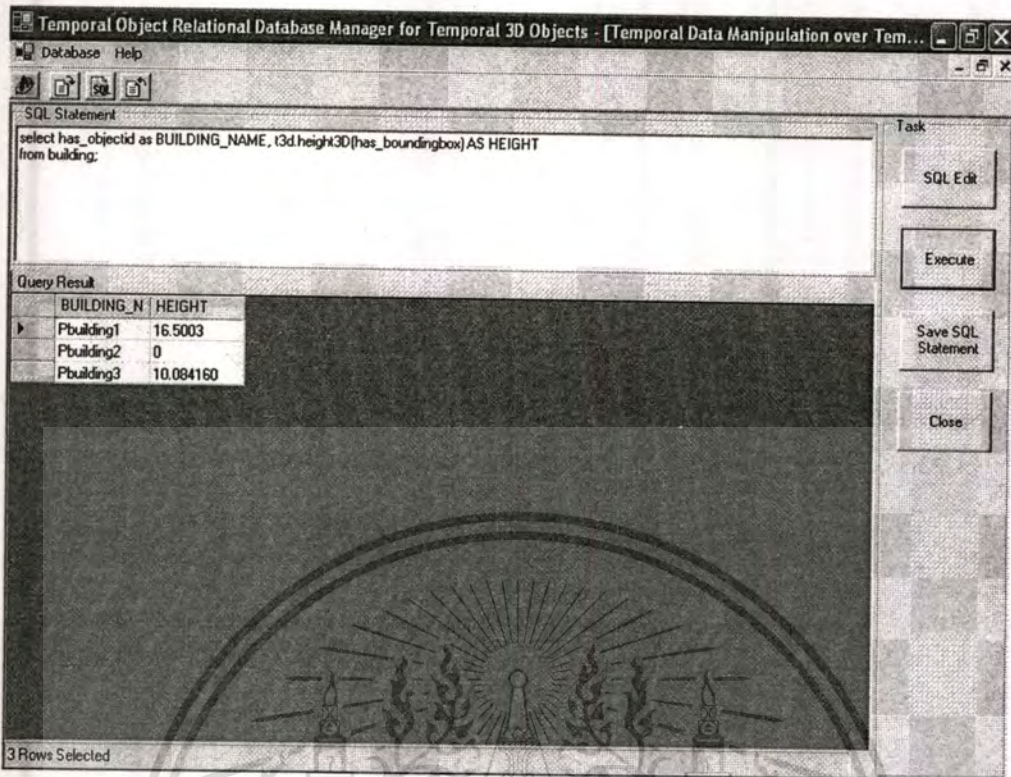 Temporal Object Relational Database Manager for Temporal 3D Objects - [Temporal Data Manipulation over Tem...
Database Help
SQL
SQL Statement
select has_objectid as BUILDING_NAME, t3d.height3D(has_boundingbox) AS HEIGHT
from building;
Task
SQL Edit
Execute
Save SQL
Statement
Close
Query Result
BUILDING_N HEIGHT
Pbuilding1 16.5003
Pbuilding2 0
Pbuilding3 10.084160
3 Rows Selected